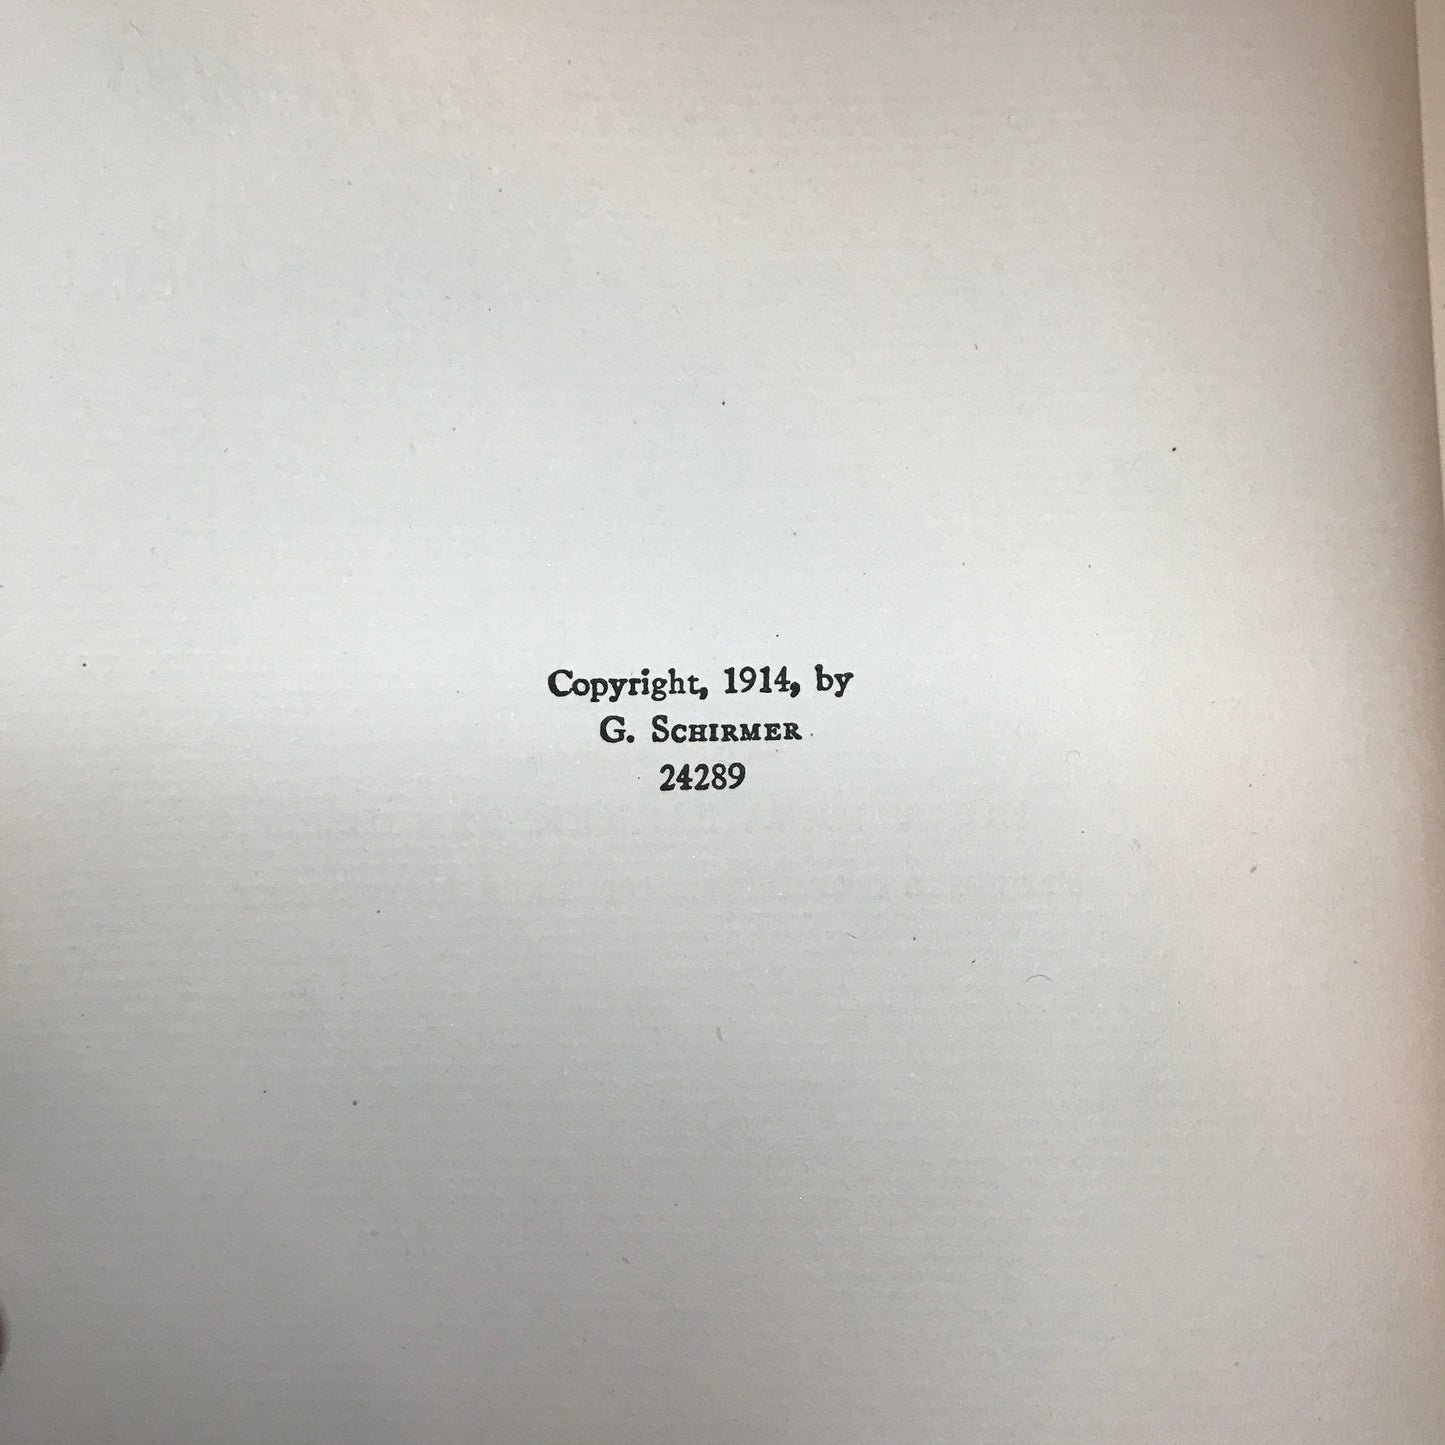 Copyright, 1914, by
G. SCHIRMER
24289